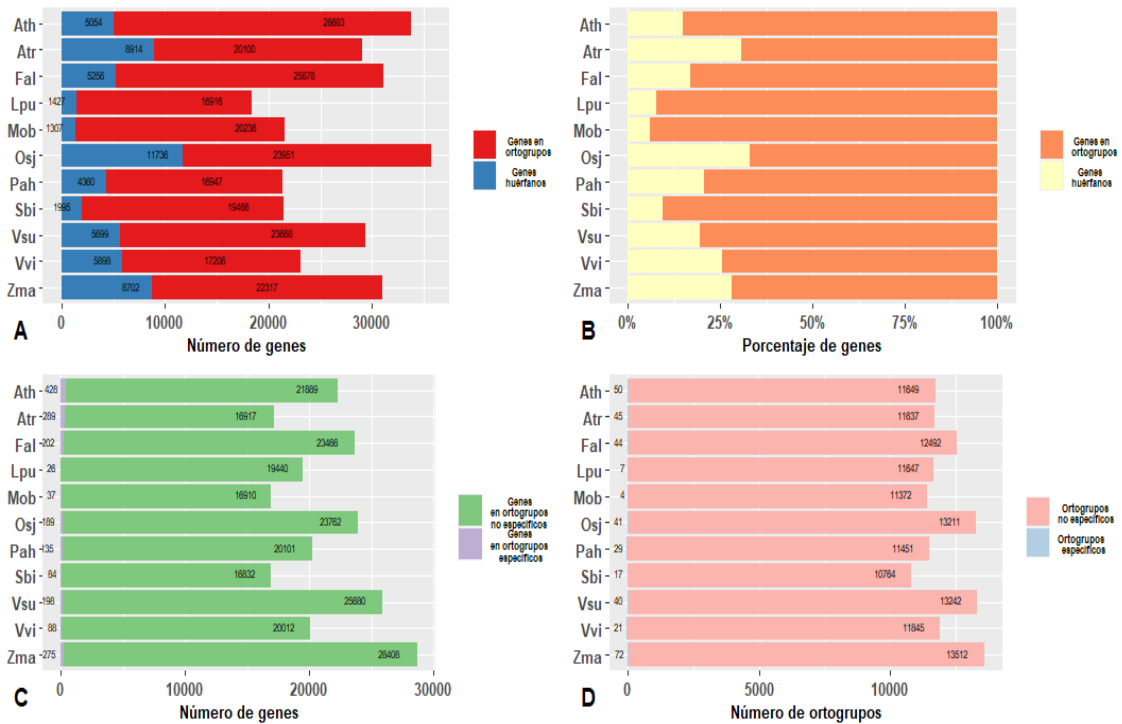 Ath 5054 28683
Atr 8914 20100
Fal 5256 25878
Lpu 1427 16916
Mob 1307 20236
Osj 11736 23951
Pah 4360 16947
Sbi 1995 19466
Vsu 5699 23668
Vvi 5898 17206
Zma 8702 22317
0 10000 20000 30000
Número de genes
A
Genes en
ortogrupos
Genes
huérfanos
Ath
Atr
Fal
Lpu
Mob
Osj
Pah
Sbi
Vsu
Vvi
Zma
0% 25% 50% 75% 100%
Porcentaje de genes
B
Genes en
ortogrupos
Genes
huérfanos
Ath 428 21889
Atr 289 16917
Fal 202 23466
Lpu 26 19440
Mob 37 16910
Osj 189 23762
Pah 135 20101
Sbi 84 16832
Vsu 198 25680
Vvi 88 20012
Zma 275 28408
0 10000 20000 30000
Número de genes
C
Genes
en ortogrupos
no específicos
Genes
en ortogrupos
específicos
Ath 50 11649
Atr 45 11637
Fal 44 12492
Lpu 7 11647
Mob 4 11372
Osj 41 13211
Pah 29 11451
Sbi 17 10764
Vsu 40 13242
Vvi 21 11845
Zma 72 13512
0 5000 10000
Número de ortogrupos
D
Ortogrupos
no específicos
Ortogrupos
específicos